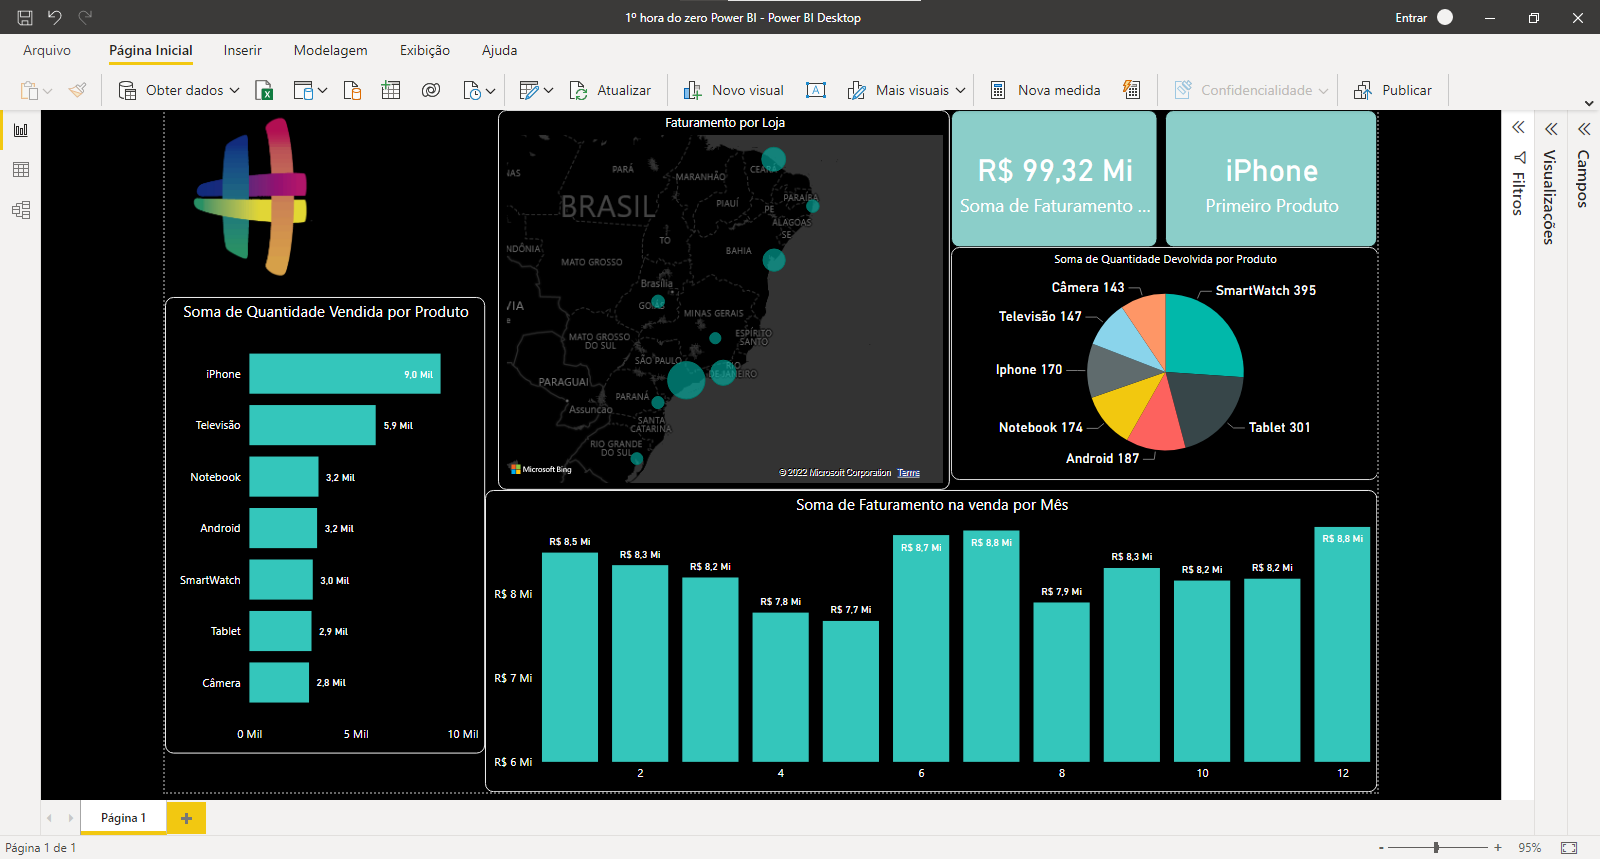 1º hora do zero Power BI - Power BI Desktop
Entrar
Arquivo
Página Inicial
Inserir
Modelagem
Exibição
Ajuda
Obter dados
Atualizar
Novo visual
Mais visuais
Nova medida
Confidencialidade
Publicar
Faturamento por Loja
BRASIL
NAS
PARÁ
MARANHÃO
CEARÁ
PARAÍBA
PIAUÍ
PE
ALAGOAS
SE
TO
NDÔNIA
BAHIA
MATO GROSSO
Brasília
VIA
GOIÁS
MINAS GERAIS
MATO GROSSO
DO SUL
ESPÍRITO
SANTO
SÃO PAULO
RIO
DE JANEIRO
PARAGUAI
PARANÁ
Assuncao
SANTA
CATARINA
RIO GRANDE
DO SUL
Microsoft Bing
© 2022 Microsoft Corporation Terms
R$ 99,32 Mi
Soma de Faturamento ...
iPhone
Primeiro Produto
Soma de Quantidade Devolvida por Produto
Câmera 143
SmartWatch 395
Televisão 147
Iphone 170
Notebook 174
Tablet 301
Android 187
Soma de Quantidade Vendida por Produto
iPhone 9,0 Mil
Televisão 5,9 Mil
Notebook 3,2 Mil
Android 3,2 Mil
SmartWatch 3,0 Mil
Tablet 2,9 Mil
Câmera 2,8 Mil
0 Mil 5 Mil 10 Mil
Soma de Faturamento na venda por Mês
R$ 8 Mi
R$ 7 Mi
R$ 6 Mi
R$ 8,5 Mi
R$ 8,3 Mi
R$ 8,2 Mi
R$ 7,8 Mi
R$ 7,7 Mi
R$ 8,7 Mi
R$ 8,8 Mi
R$ 7,9 Mi
R$ 8,3 Mi
R$ 8,2 Mi
R$ 8,2 Mi
R$ 8,8 Mi
2 4 6 8 10 12
Filtros
Visualizações
Campos
Página 1
Página 1 de 1
- + 95%